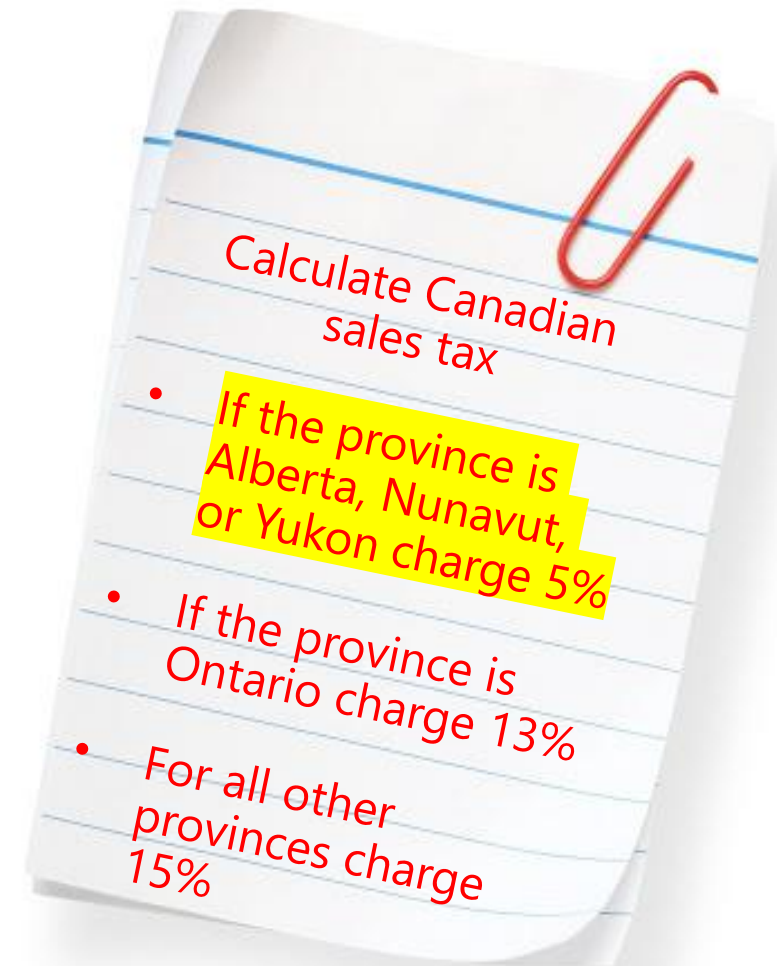 Calculate Canadian
sales tax
• If the province is
Alberta, Nunavut,
or Yukon charge 5%
• If the province is
Ontario charge 13%
• For all other
provinces charge
15%